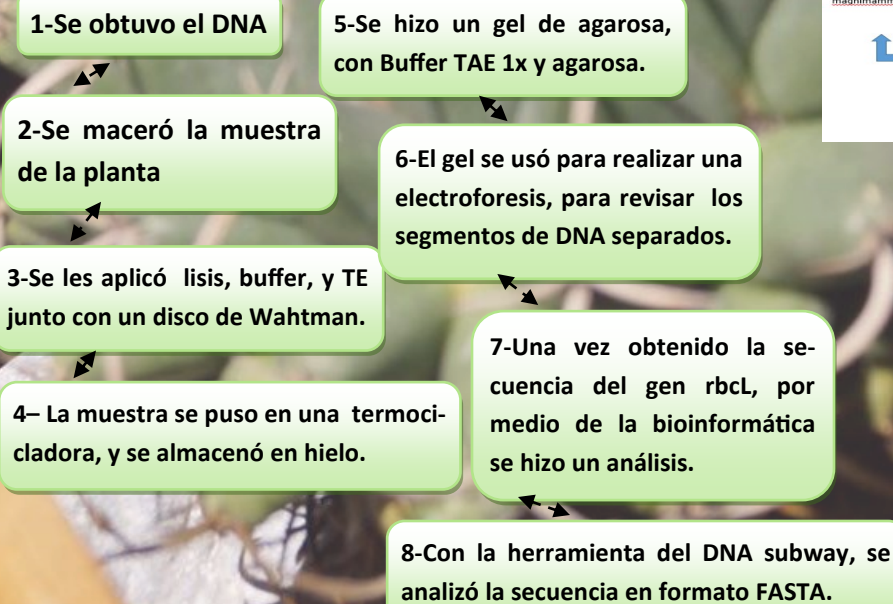 1-Se obtuvo el DNA
2-Se maceró la muestra
de la planta
3-Se les aplicó lisis, buffer, y TE
junto con un disco de Wahtman.
4– La muestra se puso en una termoci-
cladora, y se almacenó en hielo.
5-Se hizo un gel de agarosa,
con Buffer TAE 1x y agarosa.
6-El gel se usó para realizar una
electroforesis, para revisar los
segmentos de DNA separados.
7-Una vez obtenido la se-
cuencia del gen rbcL, por
medio de la bioinformática
se hizo un análisis.
8-Con la herramienta del DNA subway, se
analizó la secuencia en formato FASTA.